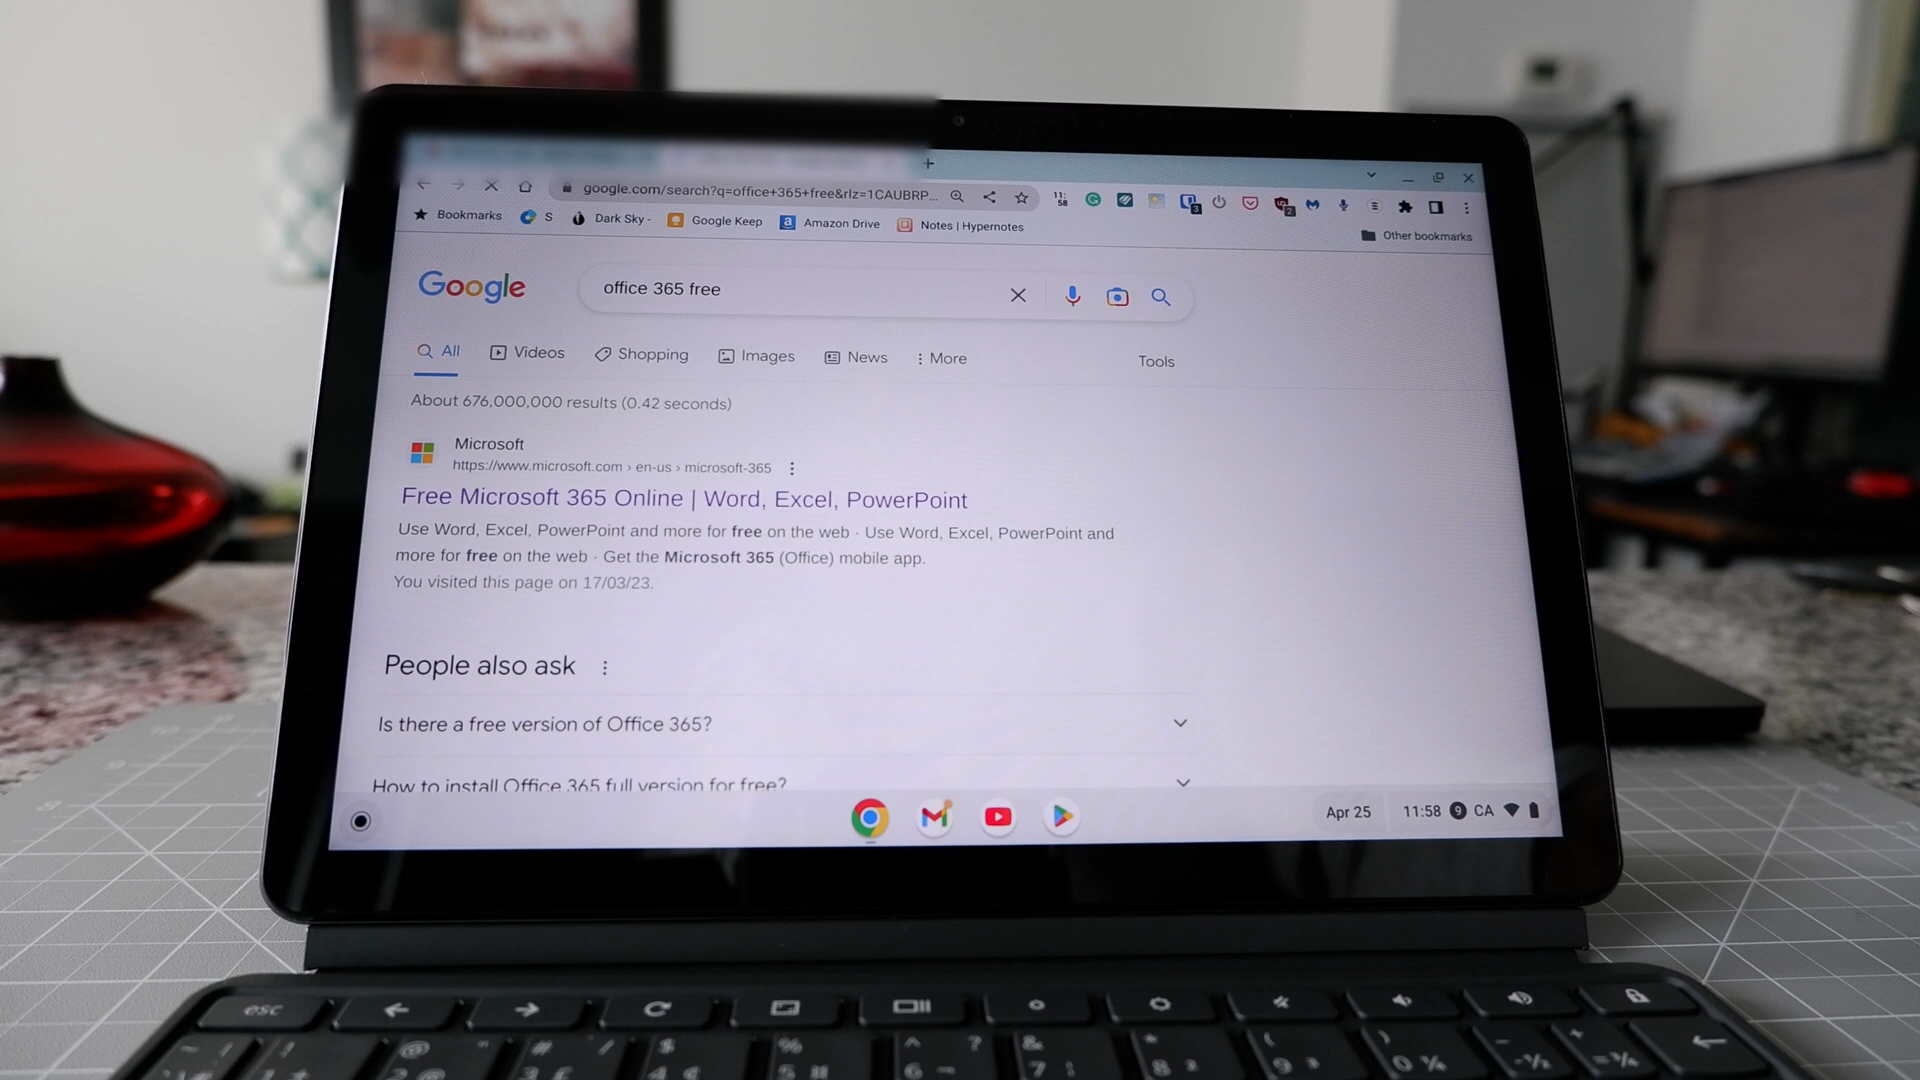 google.com/search?q=office+365+free&rlz=1CAUBRP...
11:
58
3
2
Bookmarks
S
Dark Sky -
Google Keep
Amazon Drive
Notes | Hypernotes
Other bookmarks
Google
office 365 free
All
Videos
Shopping
Images
News
More
Tools
About 676,000,000 results (0.42 seconds)
Microsoft
https://www.microsoft.com › en-us › microsoft-365
Free Microsoft 365 Online | Word, Excel, PowerPoint
Use Word, Excel, PowerPoint and more for free on the web · Use Word, Excel, PowerPoint and
more for free on the web · Get the Microsoft 365 (Office) mobile app.
You visited this page on 17/03/23.
People also ask
Is there a free version of Office 365?
How to install Office 365 full version for free?
Apr 25
11:58
9
CA
esc